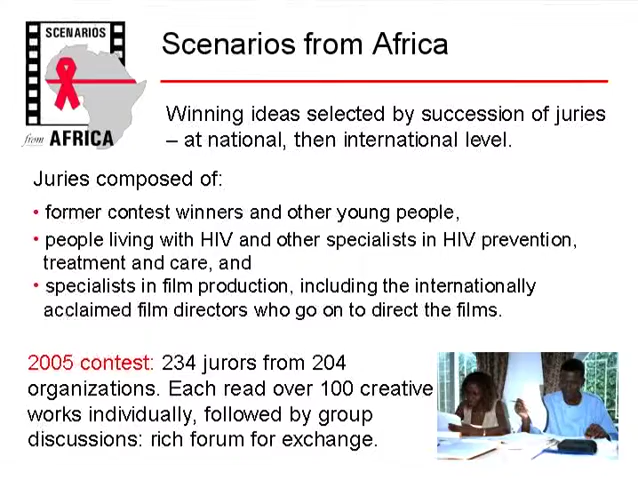 SCENARIOS
from AFRICA
Scenarios from Africa
Winning ideas selected by succession of juries
– at national, then international level.
Juries composed of:
• former contest winners and other young people,
• people living with HIV and other specialists in HIV prevention,
treatment and care, and
• specialists in film production, including the internationally
acclaimed film directors who go on to direct the films.
2005 contest: 234 jurors from 204
organizations. Each read over 100 creative
works individually, followed by group
discussions: rich forum for exchange.